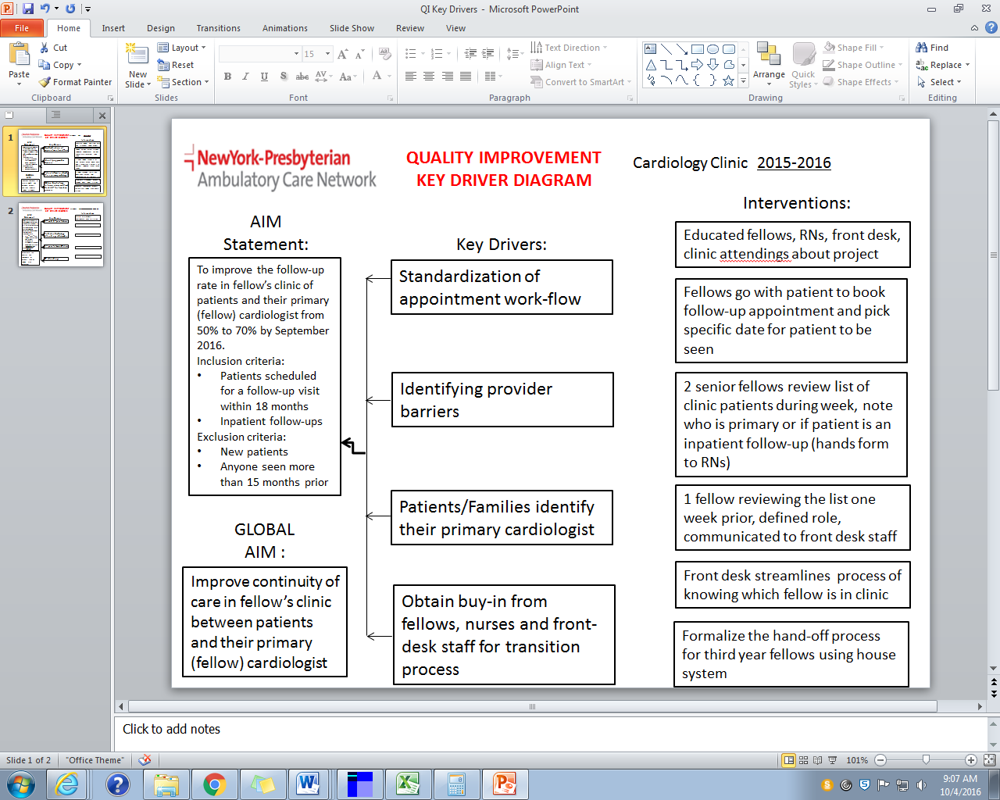 QI Key Drivers - Microsoft PowerPoint
File Home Insert Design Transitions Animations Slide Show Review View
Paste
Cut
Copy
Format Painter
Clipboard
New
Slide
Layout
Reset
Section
Slides
15
B I U S abc AV Aa A
Font
Text Direction
Align Text
Convert to SmartArt
Paragraph
Arrange
Quick
Styles
Shape Fill
Shape Outline
Shape Effects
Drawing
Find
Replace
Select
Editing
1
2
NewYork-Presbyterian
Ambulatory Care Network
QUALITY IMPROVEMENT
KEY DRIVER DIAGRAM
Cardiology Clinic 2015-2016
AIM
Statement:
To improve the follow-up
rate in fellow’s clinic of
patients and their primary
(fellow) cardiologist from
50% to 70% by September
2016.
Inclusion criteria:
• Patients scheduled
for a follow-up visit
within 18 months
• Inpatient follow-ups
Exclusion criteria:
• New patients
• Anyone seen more
than 15 months prior
GLOBAL
AIM :
Improve continuity of
care in fellow’s clinic
between patients
and their primary
(fellow) cardiologist
Key Drivers:
Standardization of
appointment work-flow
Identifying provider
barriers
Patients/Families identify
their primary cardiologist
Obtain buy-in from
fellows, nurses and front-
desk staff for transition
process
Interventions:
Educated fellows, RNs, front desk,
clinic attendings about project
Fellows go with patient to book
follow-up appointment and pick
specific date for patient to be
seen
2 senior fellows review list of
clinic patients during week, note
who is primary or if patient is an
inpatient follow-up (hands form
to RNs)
1 fellow reviewing the list one
week prior, defined role,
communicated to front desk staff
Front desk streamlines process of
knowing which fellow is in clinic
Formalize the hand-off process
for third year fellows using house
system
Click to add notes
Slide 1 of 2 "Office Theme" 101%
9:07 AM
10/4/2016